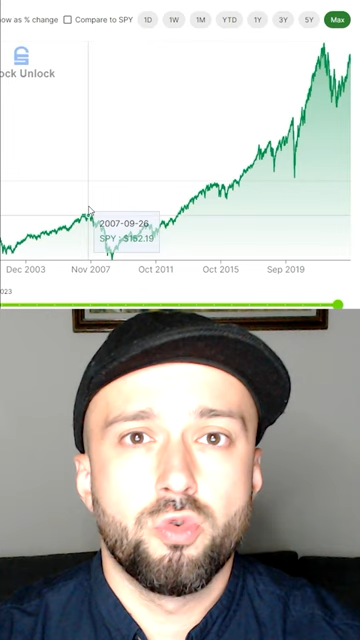 ow as % change Compare to SPY 1D 1W 1M YTD 1Y 3Y 5Y Max
ock Unlock
2007-09-26
SPY : $152.19
Dec 2003 Nov 2007 Oct 2011 Oct 2015 Sep 2019
023